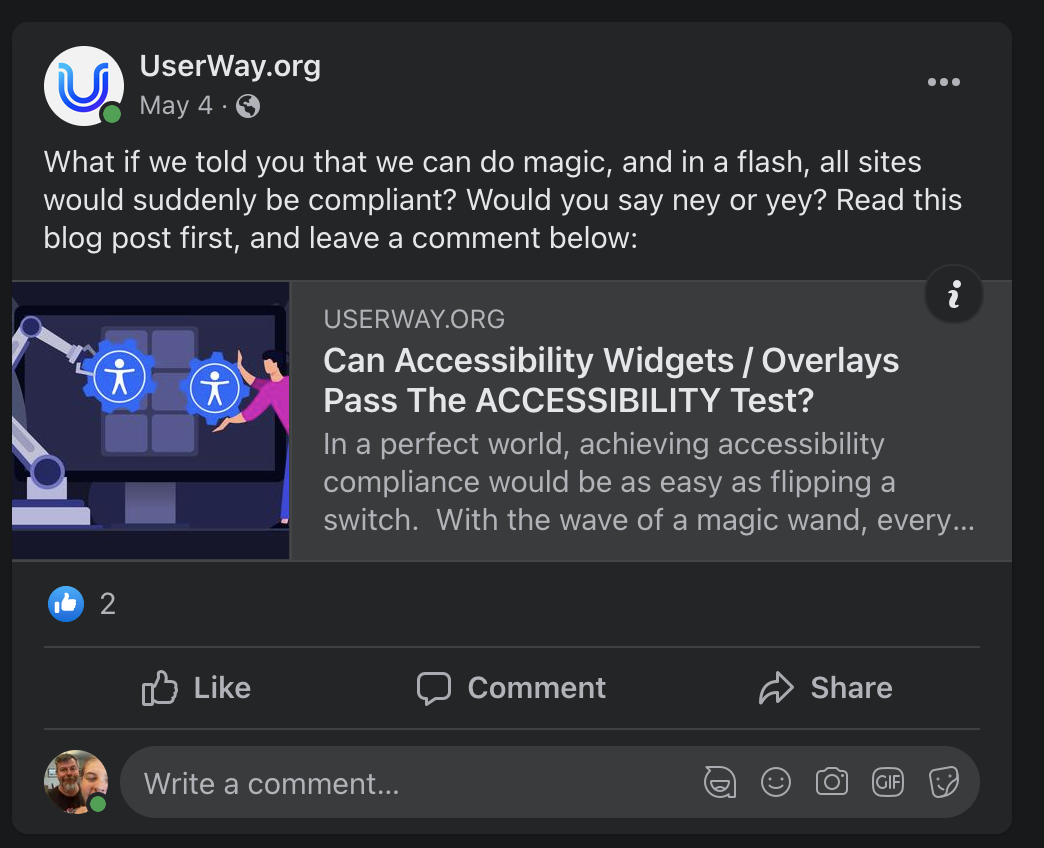 UserWay.org
May 4 ·
What if we told you that we can do magic, and in a flash, all sites
would suddenly be compliant? Would you say ney or yey? Read this
blog post first, and leave a comment below:
i
USERWAY.ORG
Can Accessibility Widgets / Overlays
Pass The ACCESSIBILITY Test?
In a perfect world, achieving accessibility
compliance would be as easy as flipping a
switch.  With the wave of a magic wand, every...
2
Like
Comment
Share
Write a comment...
GIF